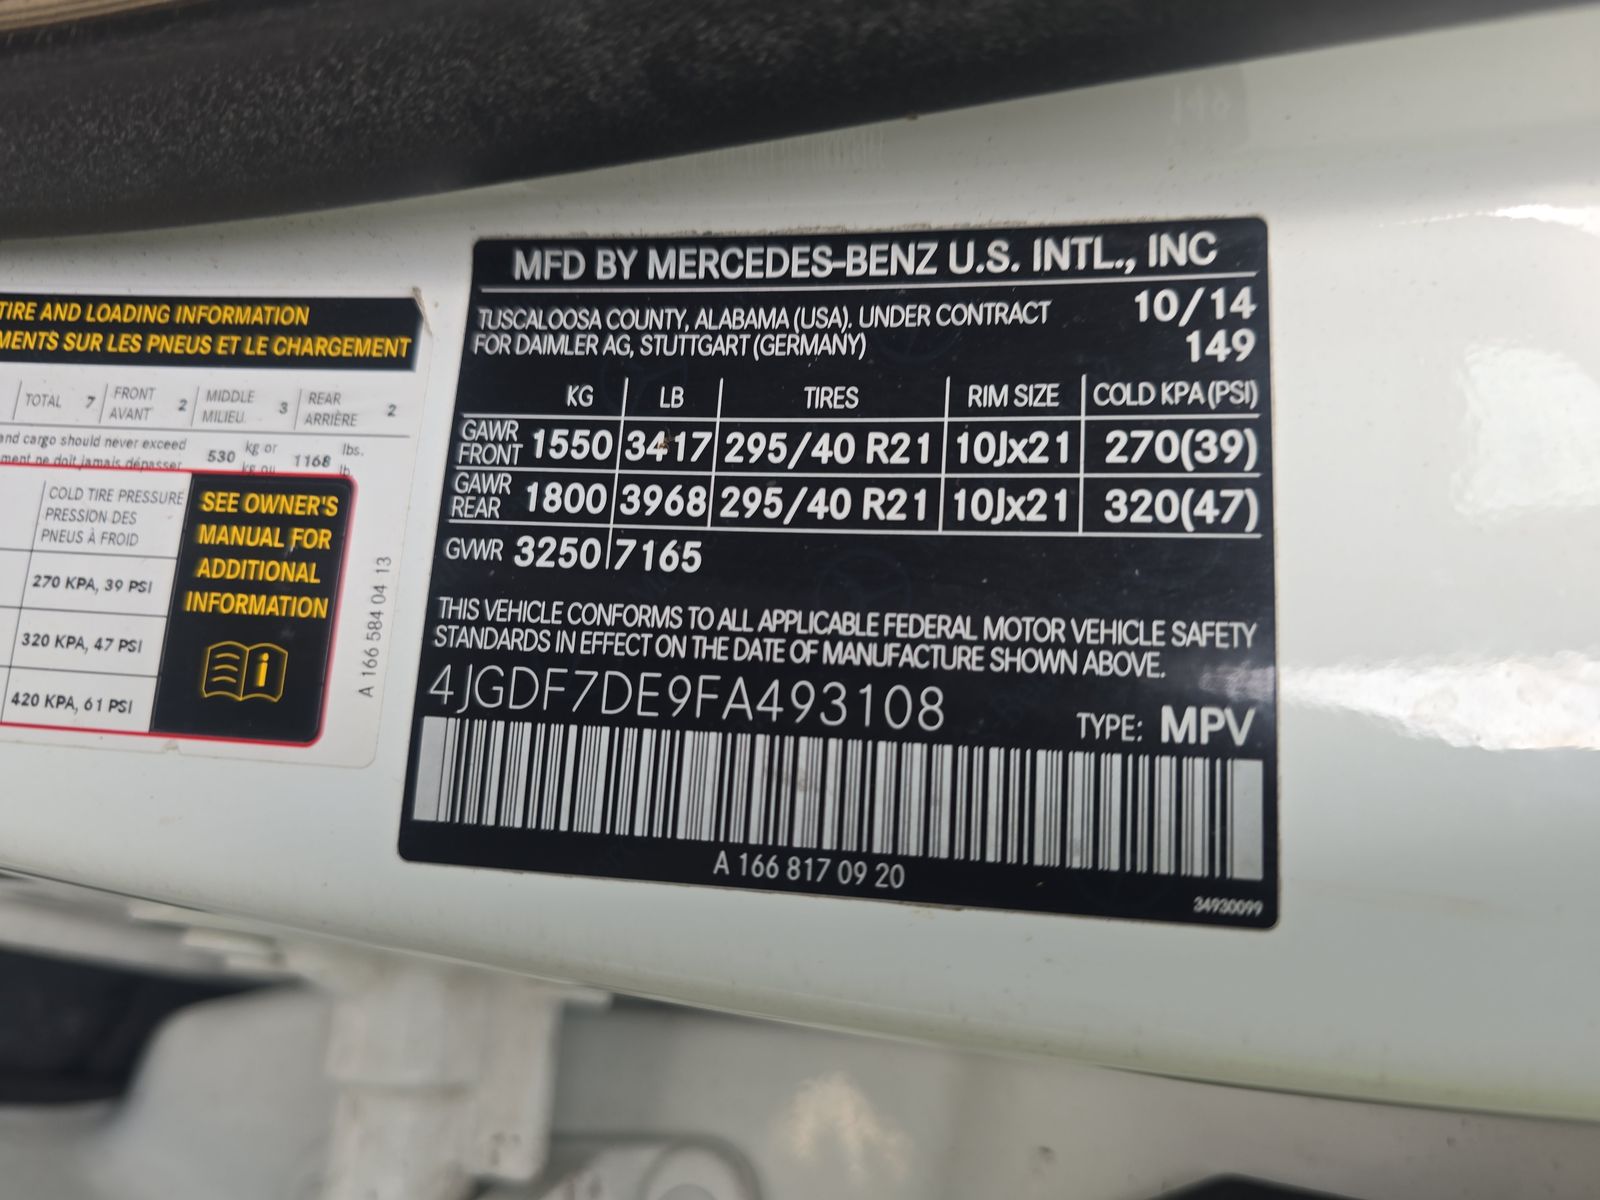 TIRE AND LOADING INFORMATION
SUR LES PNEUS ET LE CHARGEMENT
TOTAL 7 FRONT AVANT 2 MIDDLE MILIEU 3 REAR ARRIÈRE 2
and cargo should never exceed 530 kg or 1168 lbs.
ne doit jamais dépasser
COLD TIRE PRESSURE
PRESSION DES
PNEUS À FROID
270 KPA, 39 PSI
320 KPA, 47 PSI
420 KPA, 61 PSI
SEE OWNER'S
MANUAL FOR
ADDITIONAL
INFORMATION
A 166 584 04 13
MFD BY MERCEDES-BENZ U.S. INTL., INC
TUSCALOOSA COUNTY, ALABAMA (USA). UNDER CONTRACT 10/14
FOR DAIMLER AG, STUTTGART (GERMANY) 149
KG LB TIRES RIM SIZE COLD KPA (PSI)
GAWR FRONT 1550 3417 295/40 R21 10Jx21 270(39)
GAWR REAR 1800 3968 295/40 R21 10Jx21 320(47)
GVWR 3250 7165
THIS VEHICLE CONFORMS TO ALL APPLICABLE FEDERAL MOTOR VEHICLE SAFETY
STANDARDS IN EFFECT ON THE DATE OF MANUFACTURE SHOWN ABOVE.
4JGDF7DE9FA493108
TYPE: MPV
A 166 817 09 20
34930099